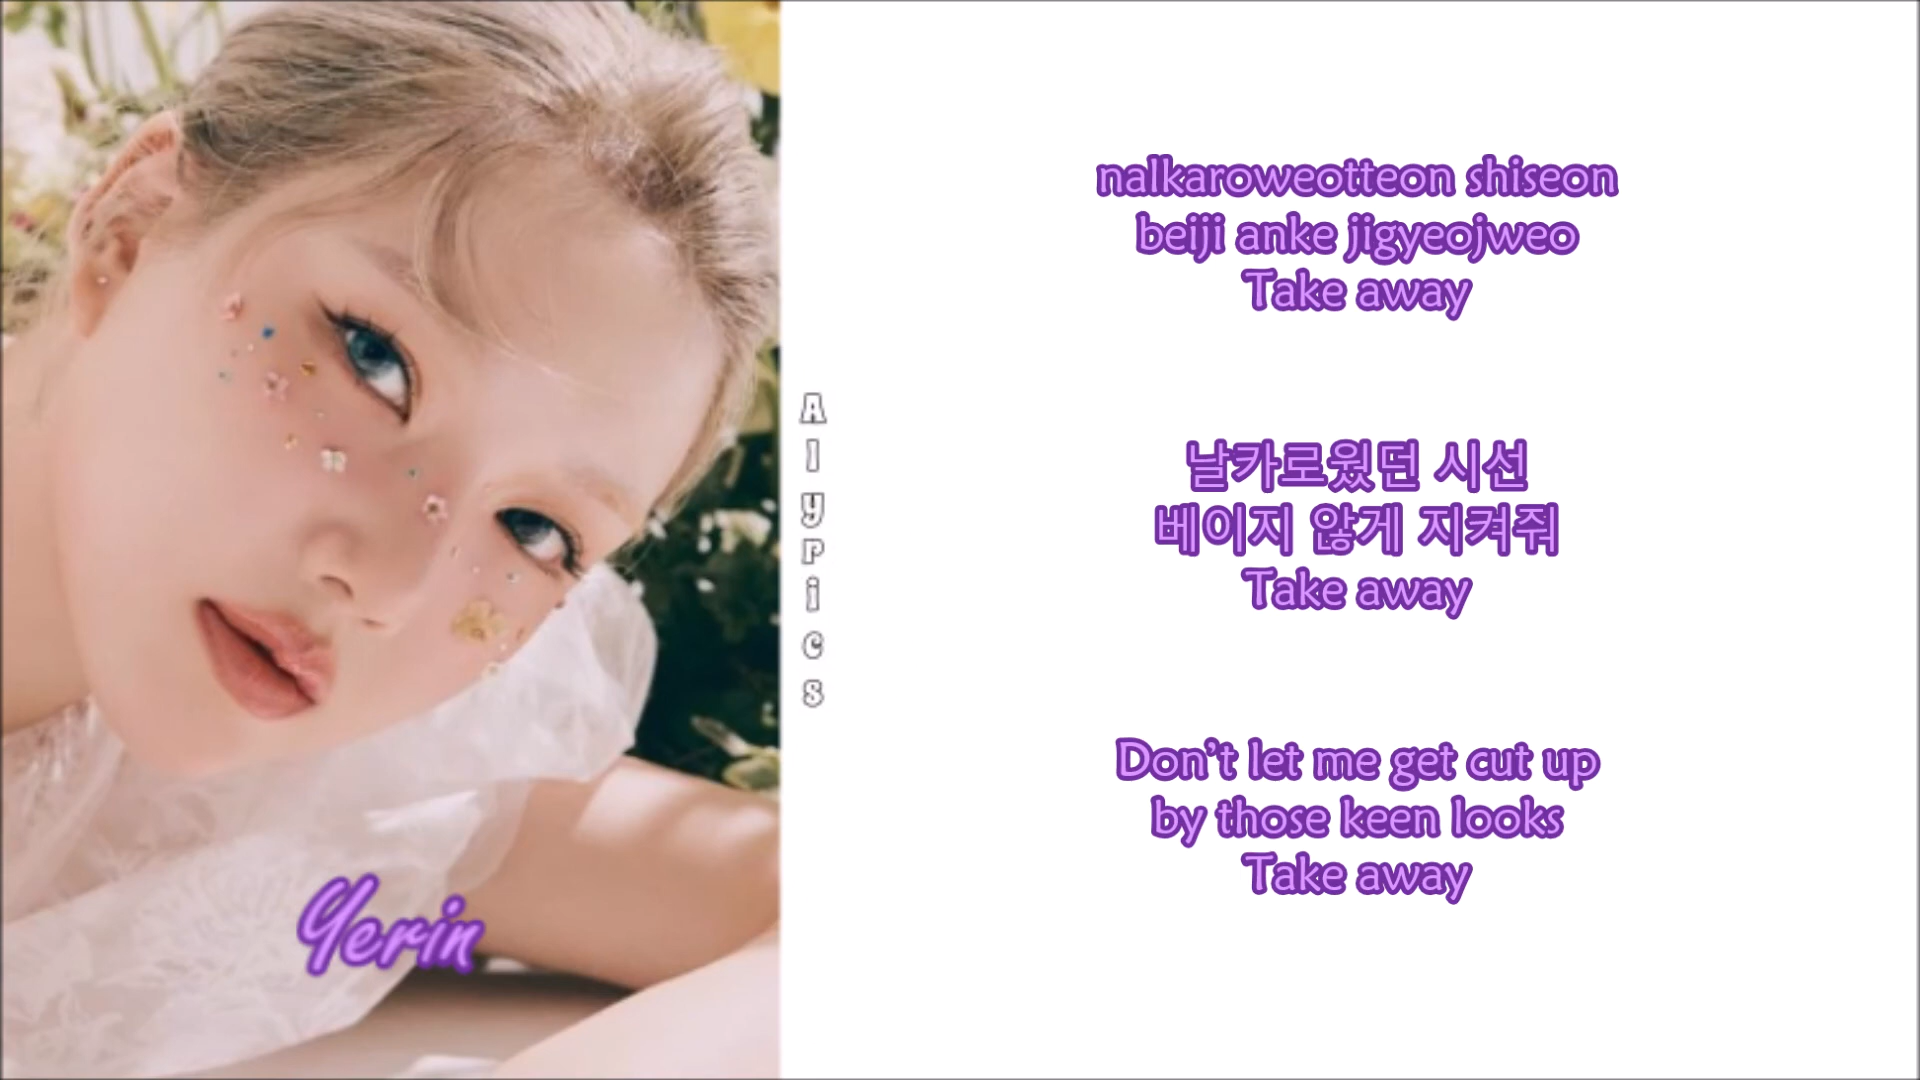 nalkaroweotteon shiseon
beiji anke jigyeojweo
Take away
날카로웠던 시선
베이지 않게 지켜줘
Take away
Don't let me get cut up
by those keen looks
Take away
Alypics
Yerin